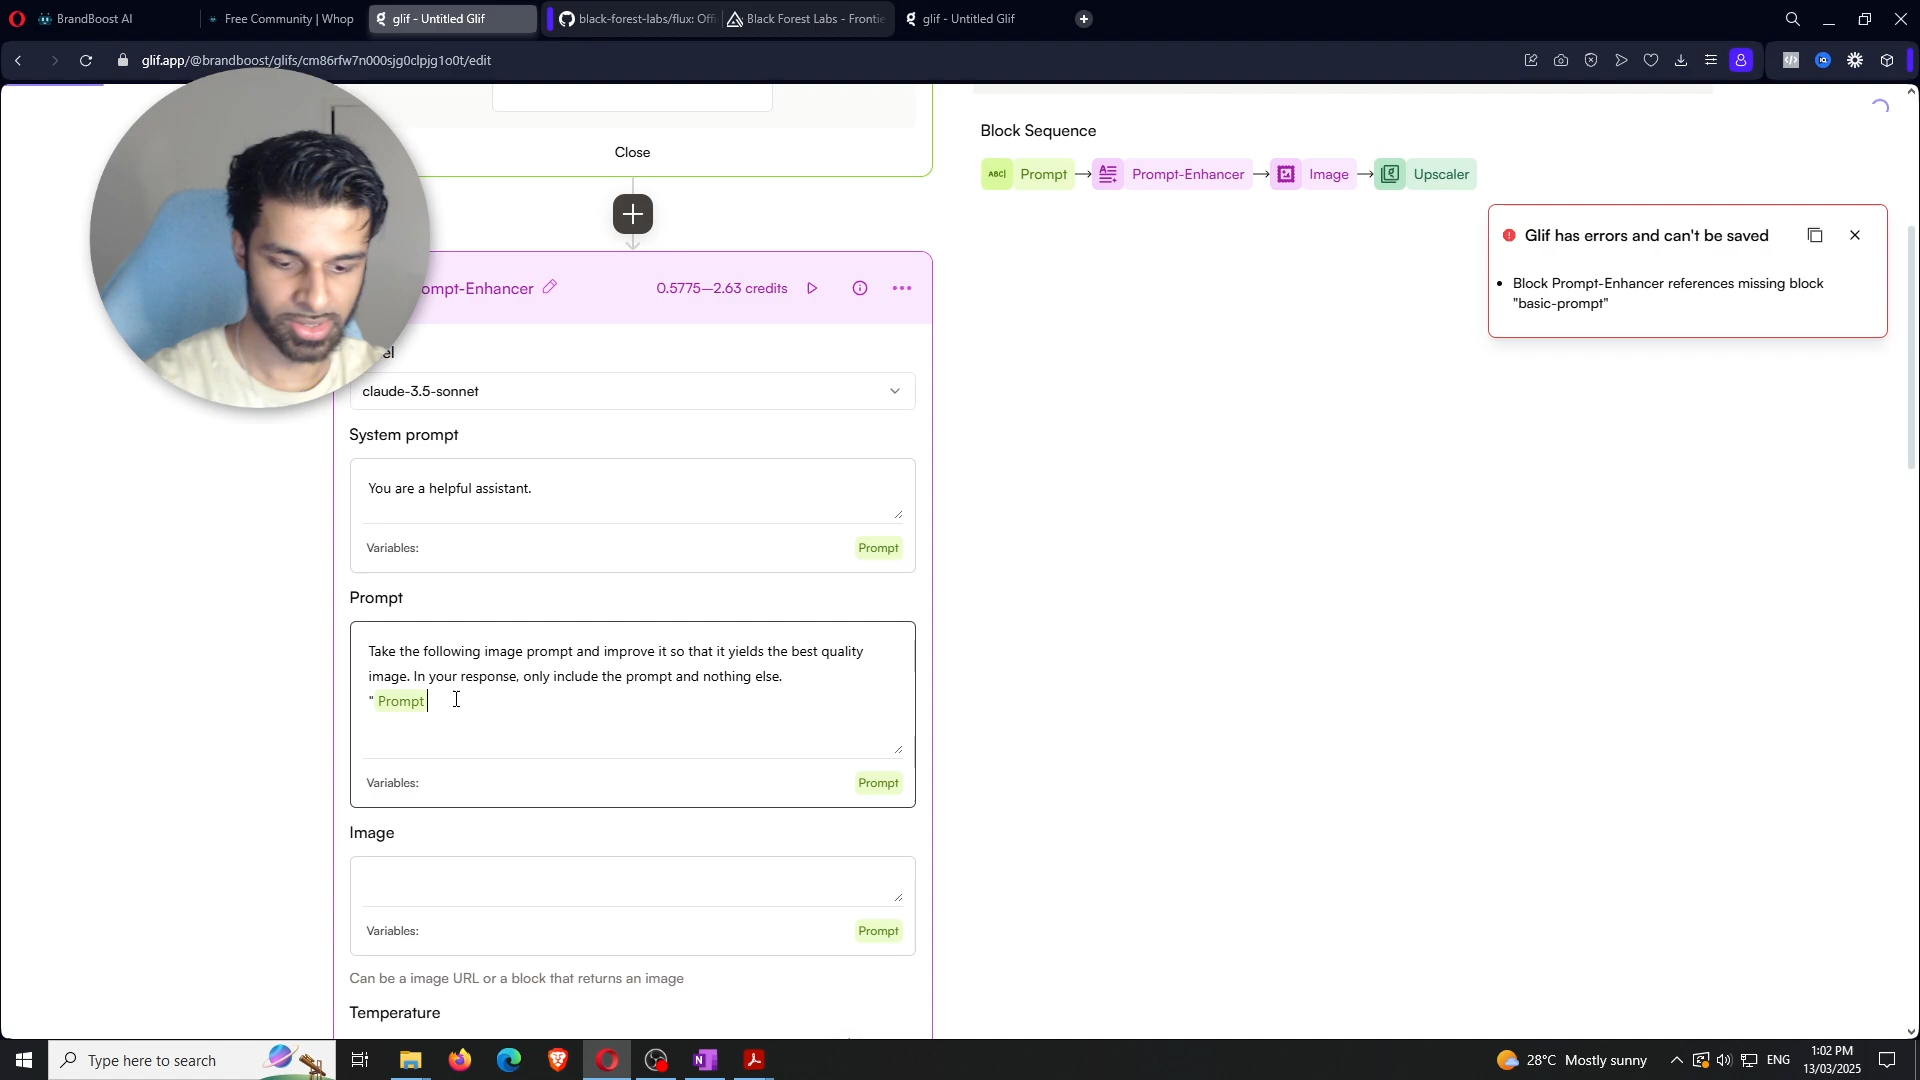 BrandBoost AI
Free Community | Whop
glif - Untitled Glif
black-forest-labs/flux: Offi
Black Forest Labs - Frontie
glif - Untitled Glif
glif.app/@brandboost/glifs/cm86rfw7n000sjg0clpjg1o0t/edit
Close
Block Sequence
ABC| Prompt
Prompt-Enhancer
Image
Upscaler
Glif has errors and can't be saved
Block Prompt-Enhancer references missing block
"basic-prompt"
ompt-Enhancer
0.5775—2.63 credits
el
claude-3.5-sonnet
System prompt
You are a helpful assistant.
Variables:
Prompt
Prompt
Take the following image prompt and improve it so that it yields the best quality
image. In your response, only include the prompt and nothing else.
" Prompt
Variables:
Prompt
Image
Variables:
Prompt
Can be a image URL or a block that returns an image
Temperature
Type here to search
28°C Mostly sunny
ENG
1:02 PM
13/03/2025